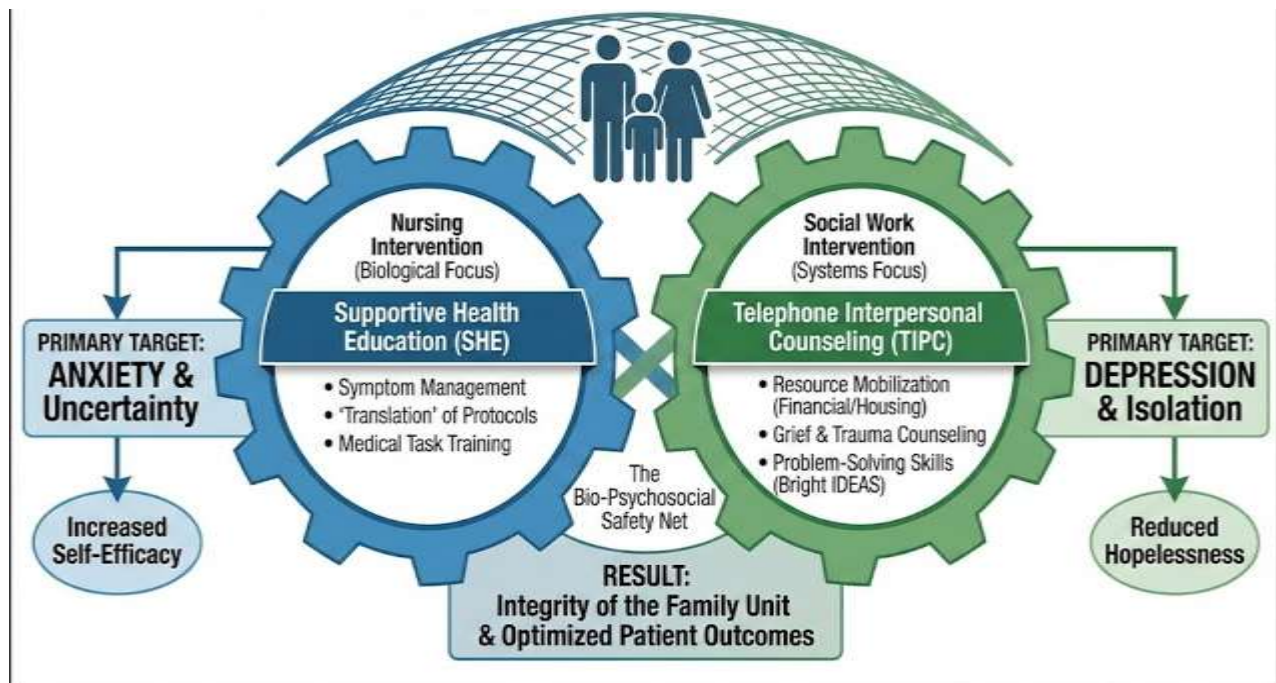 Nursing
Intervention
(Biological Focus)
Supportive Health
Education (SHE)
• Symptom Management
• ‘Translation’ of Protocols
• Medical Task Training
PRIMARY TARGET:
ANXIETY &
Uncertainty
Increased
Self-Efficacy
Social Work
Intervention
(Systems Focus)
Telephone Interpersonal
Counseling (TIPC)
• Resource Mobilization
(Financial/Housing)
• Grief & Trauma Counseling
• Problem-Solving Skills
(Bright IDEAS)
PRIMARY TARGET:
DEPRESSION
& Isolation
Reduced
Hopelessness
The
Bio-Psychosocial
Safety Net
RESULT:
Integrity of the Family Unit
& Optimized Patient Outcomes